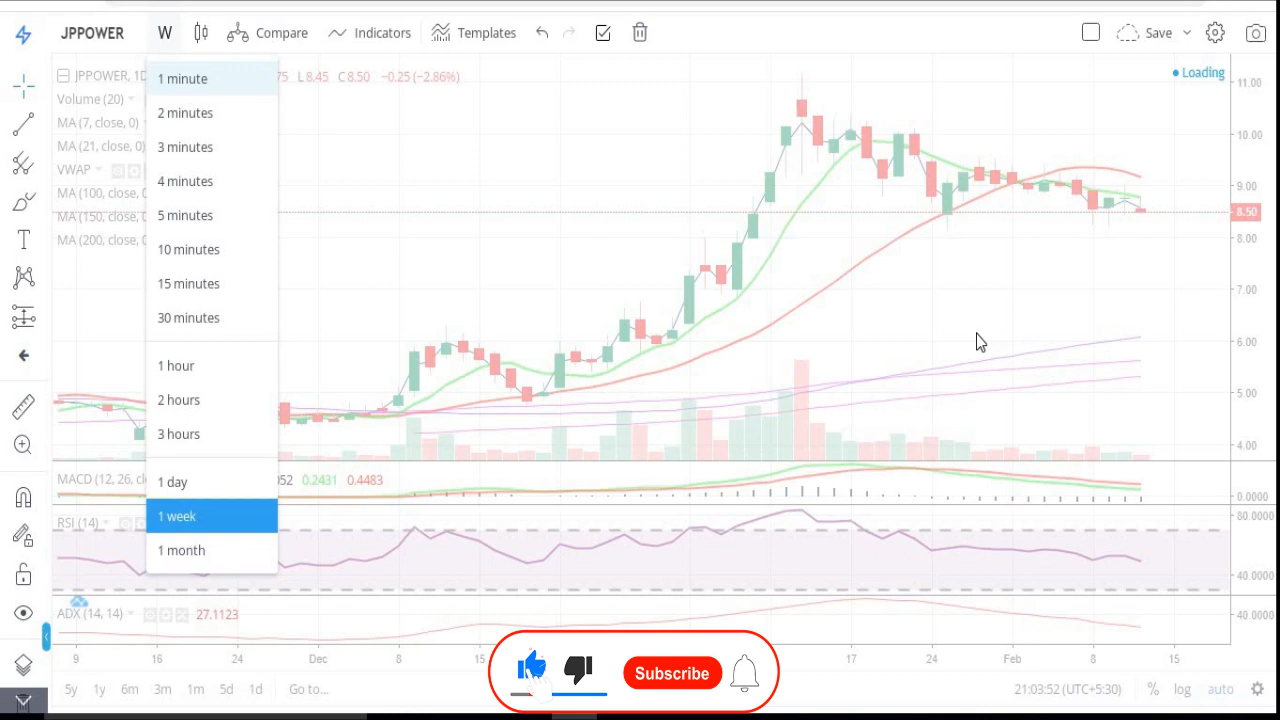 JPPOWER W Compare Indicators Templates Save
JPPOWER, 1D 75 L8.45 C8.50 −0.25 (−2.86%)
Loading
Volume (20)
MA (7, close, 0)
MA (21, close, 0)
VWAP
MA (100, close, 0)
MA (150, close, 0)
MA (200, close, 0)
1 minute
2 minutes
3 minutes
4 minutes
5 minutes
10 minutes
15 minutes
30 minutes
1 hour
2 hours
3 hours
1 day
1 week
1 month
11.00
10.00
9.00
8.50
8.00
7.00
6.00
5.00
4.00
MACD (12, 26, cl 052 0.2431 0.4483
0.0000
RSI (14)
80.0000
40.0000
ADX (14, 14) 27.1123
40.0000
9 16 24 Dec 8 15 17 24 Feb 8 15
Subscribe
5y 1y 6m 3m 1m 5d 1d Go to... 21:03:52 (UTC+5:30) % log auto